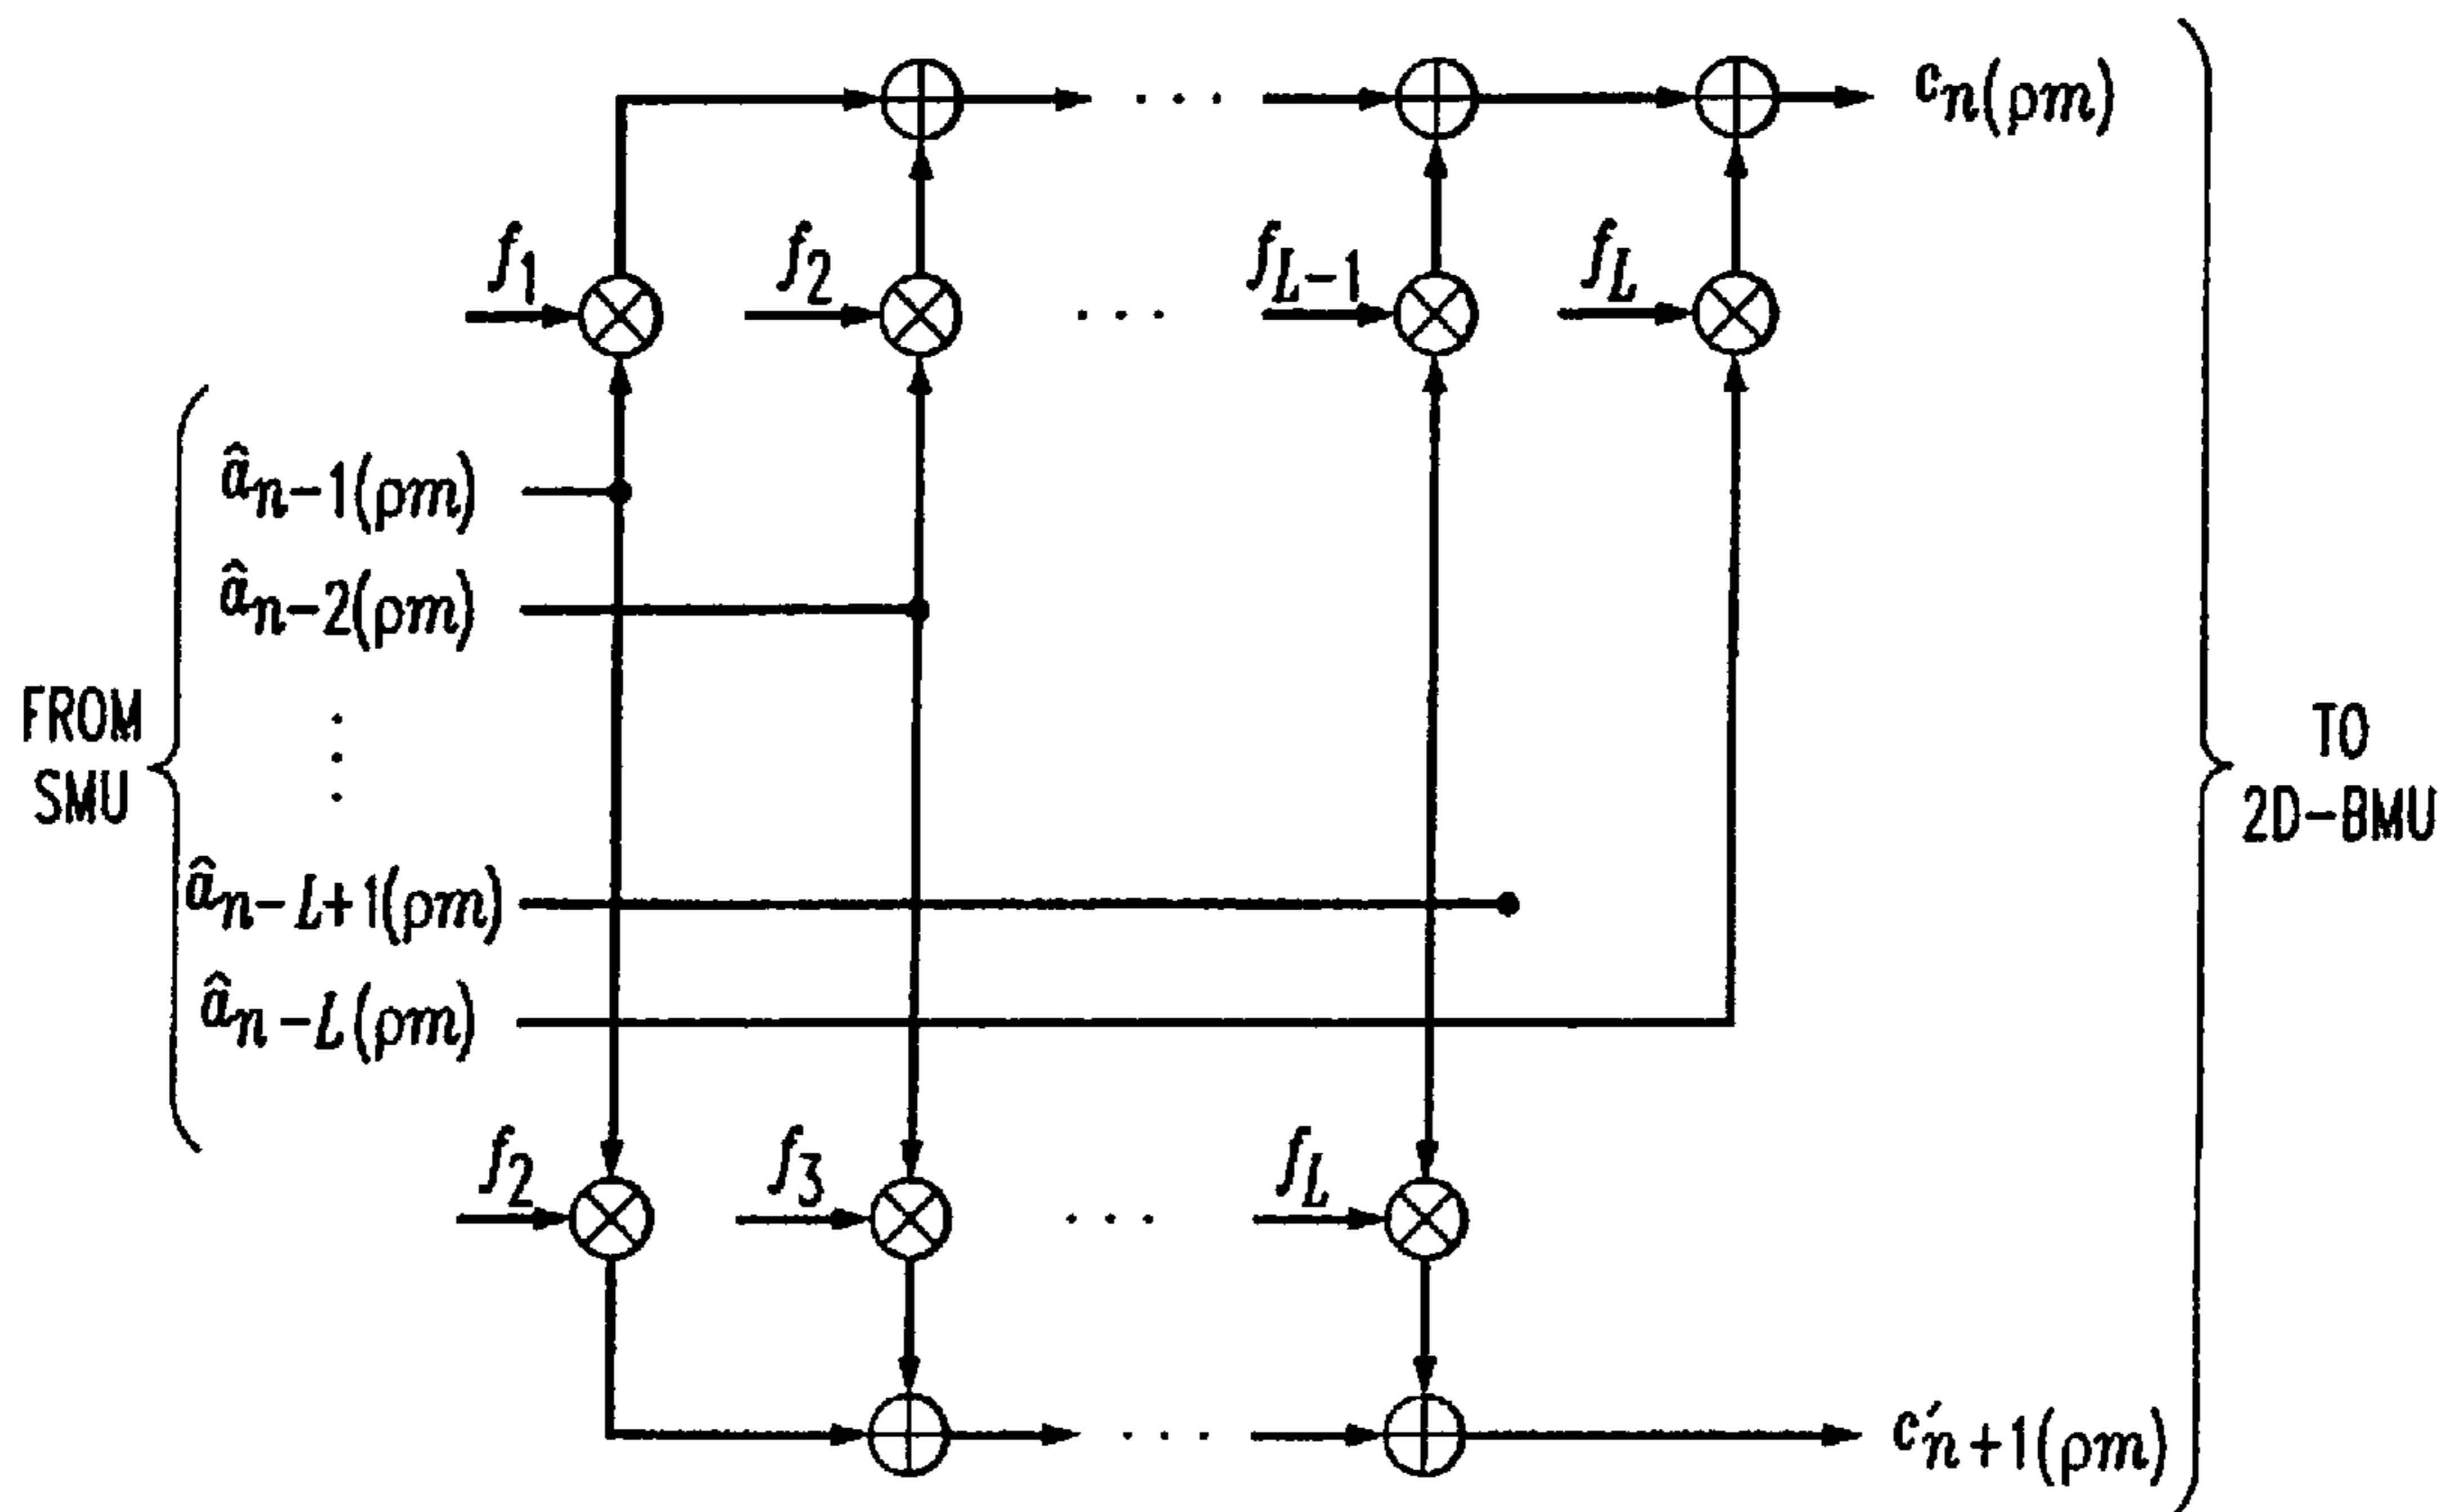 cn(ρm)
f1
f2
fL-1
fL
ân-1(ρm)
ân-2(ρm)
FROM
SMU
TO
2D-BMU
ân-L+1(ρm)
ân-L(ρm)
f2
f3
fL
c′n+1(ρm)